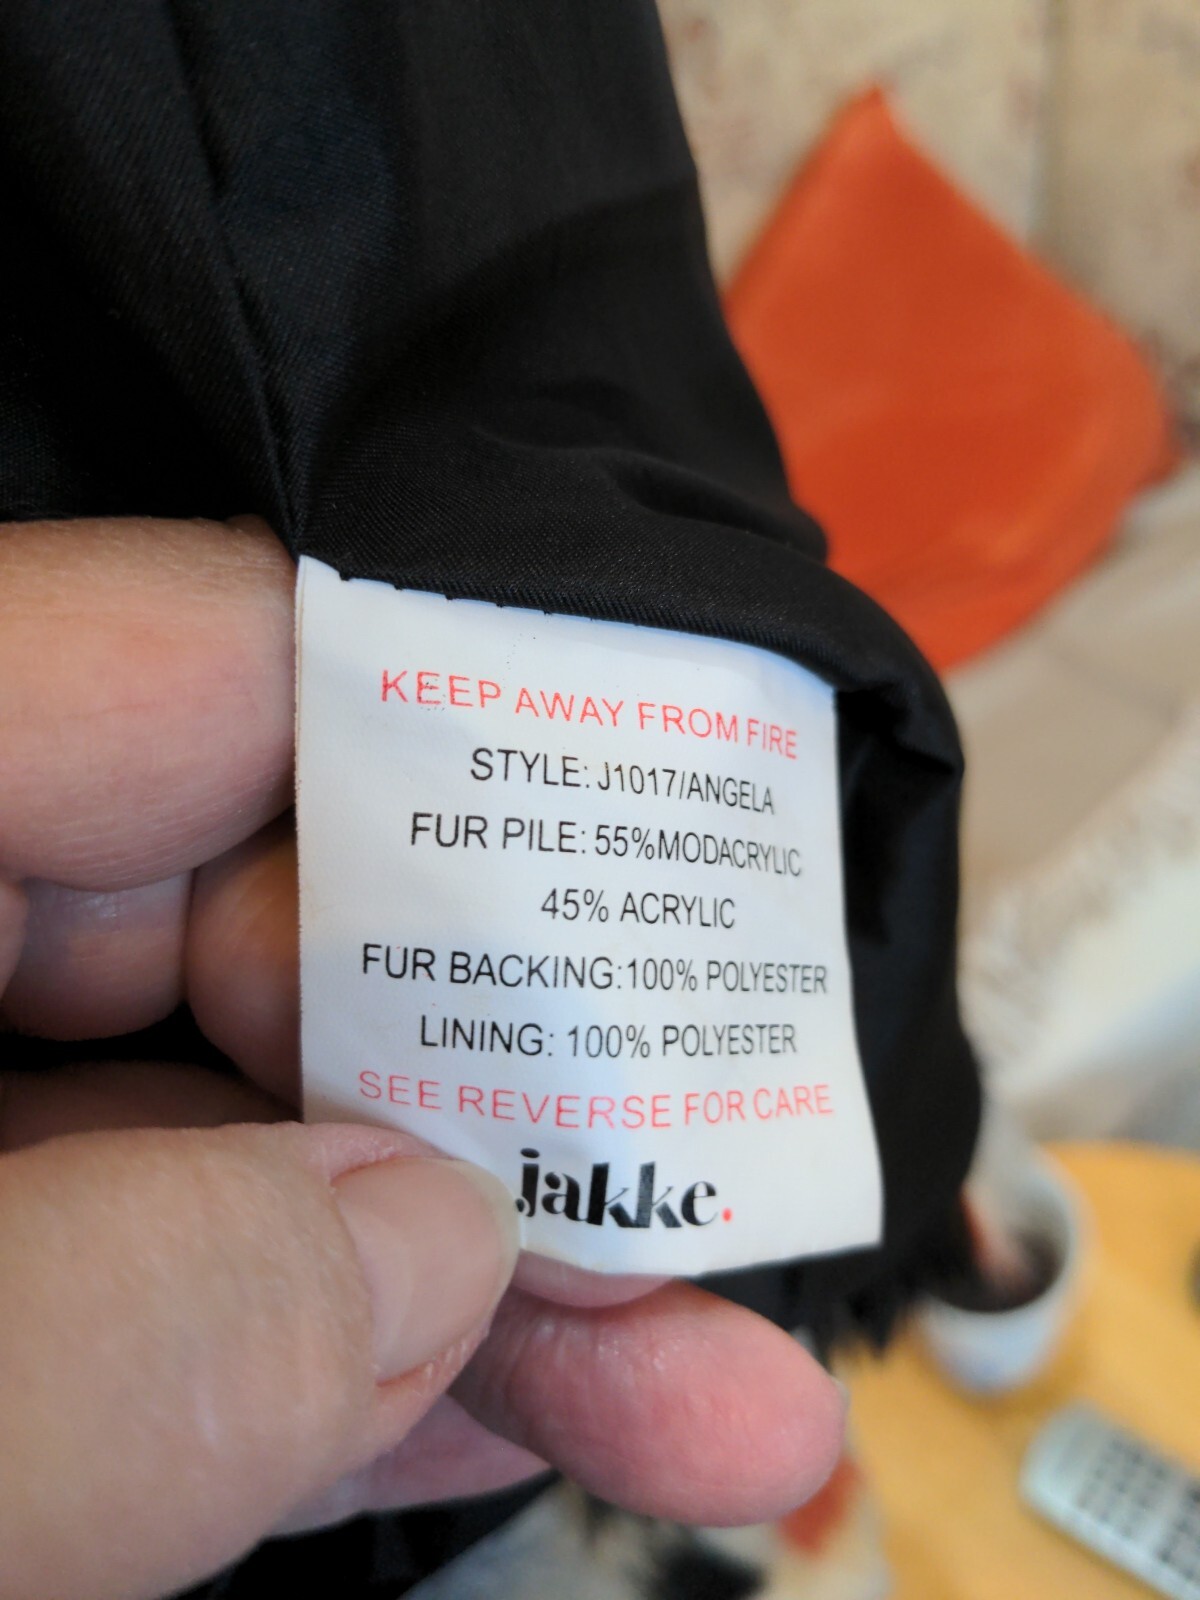 KEEP AWAY FROM FIRE
STYLE: J1017/ANGELA
FUR PILE: 55%MODACRYLIC
45% ACRYLIC
FUR BACKING:100% POLYESTER
LINING: 100% POLYESTER
SEE REVERSE FOR CARE
jakke.